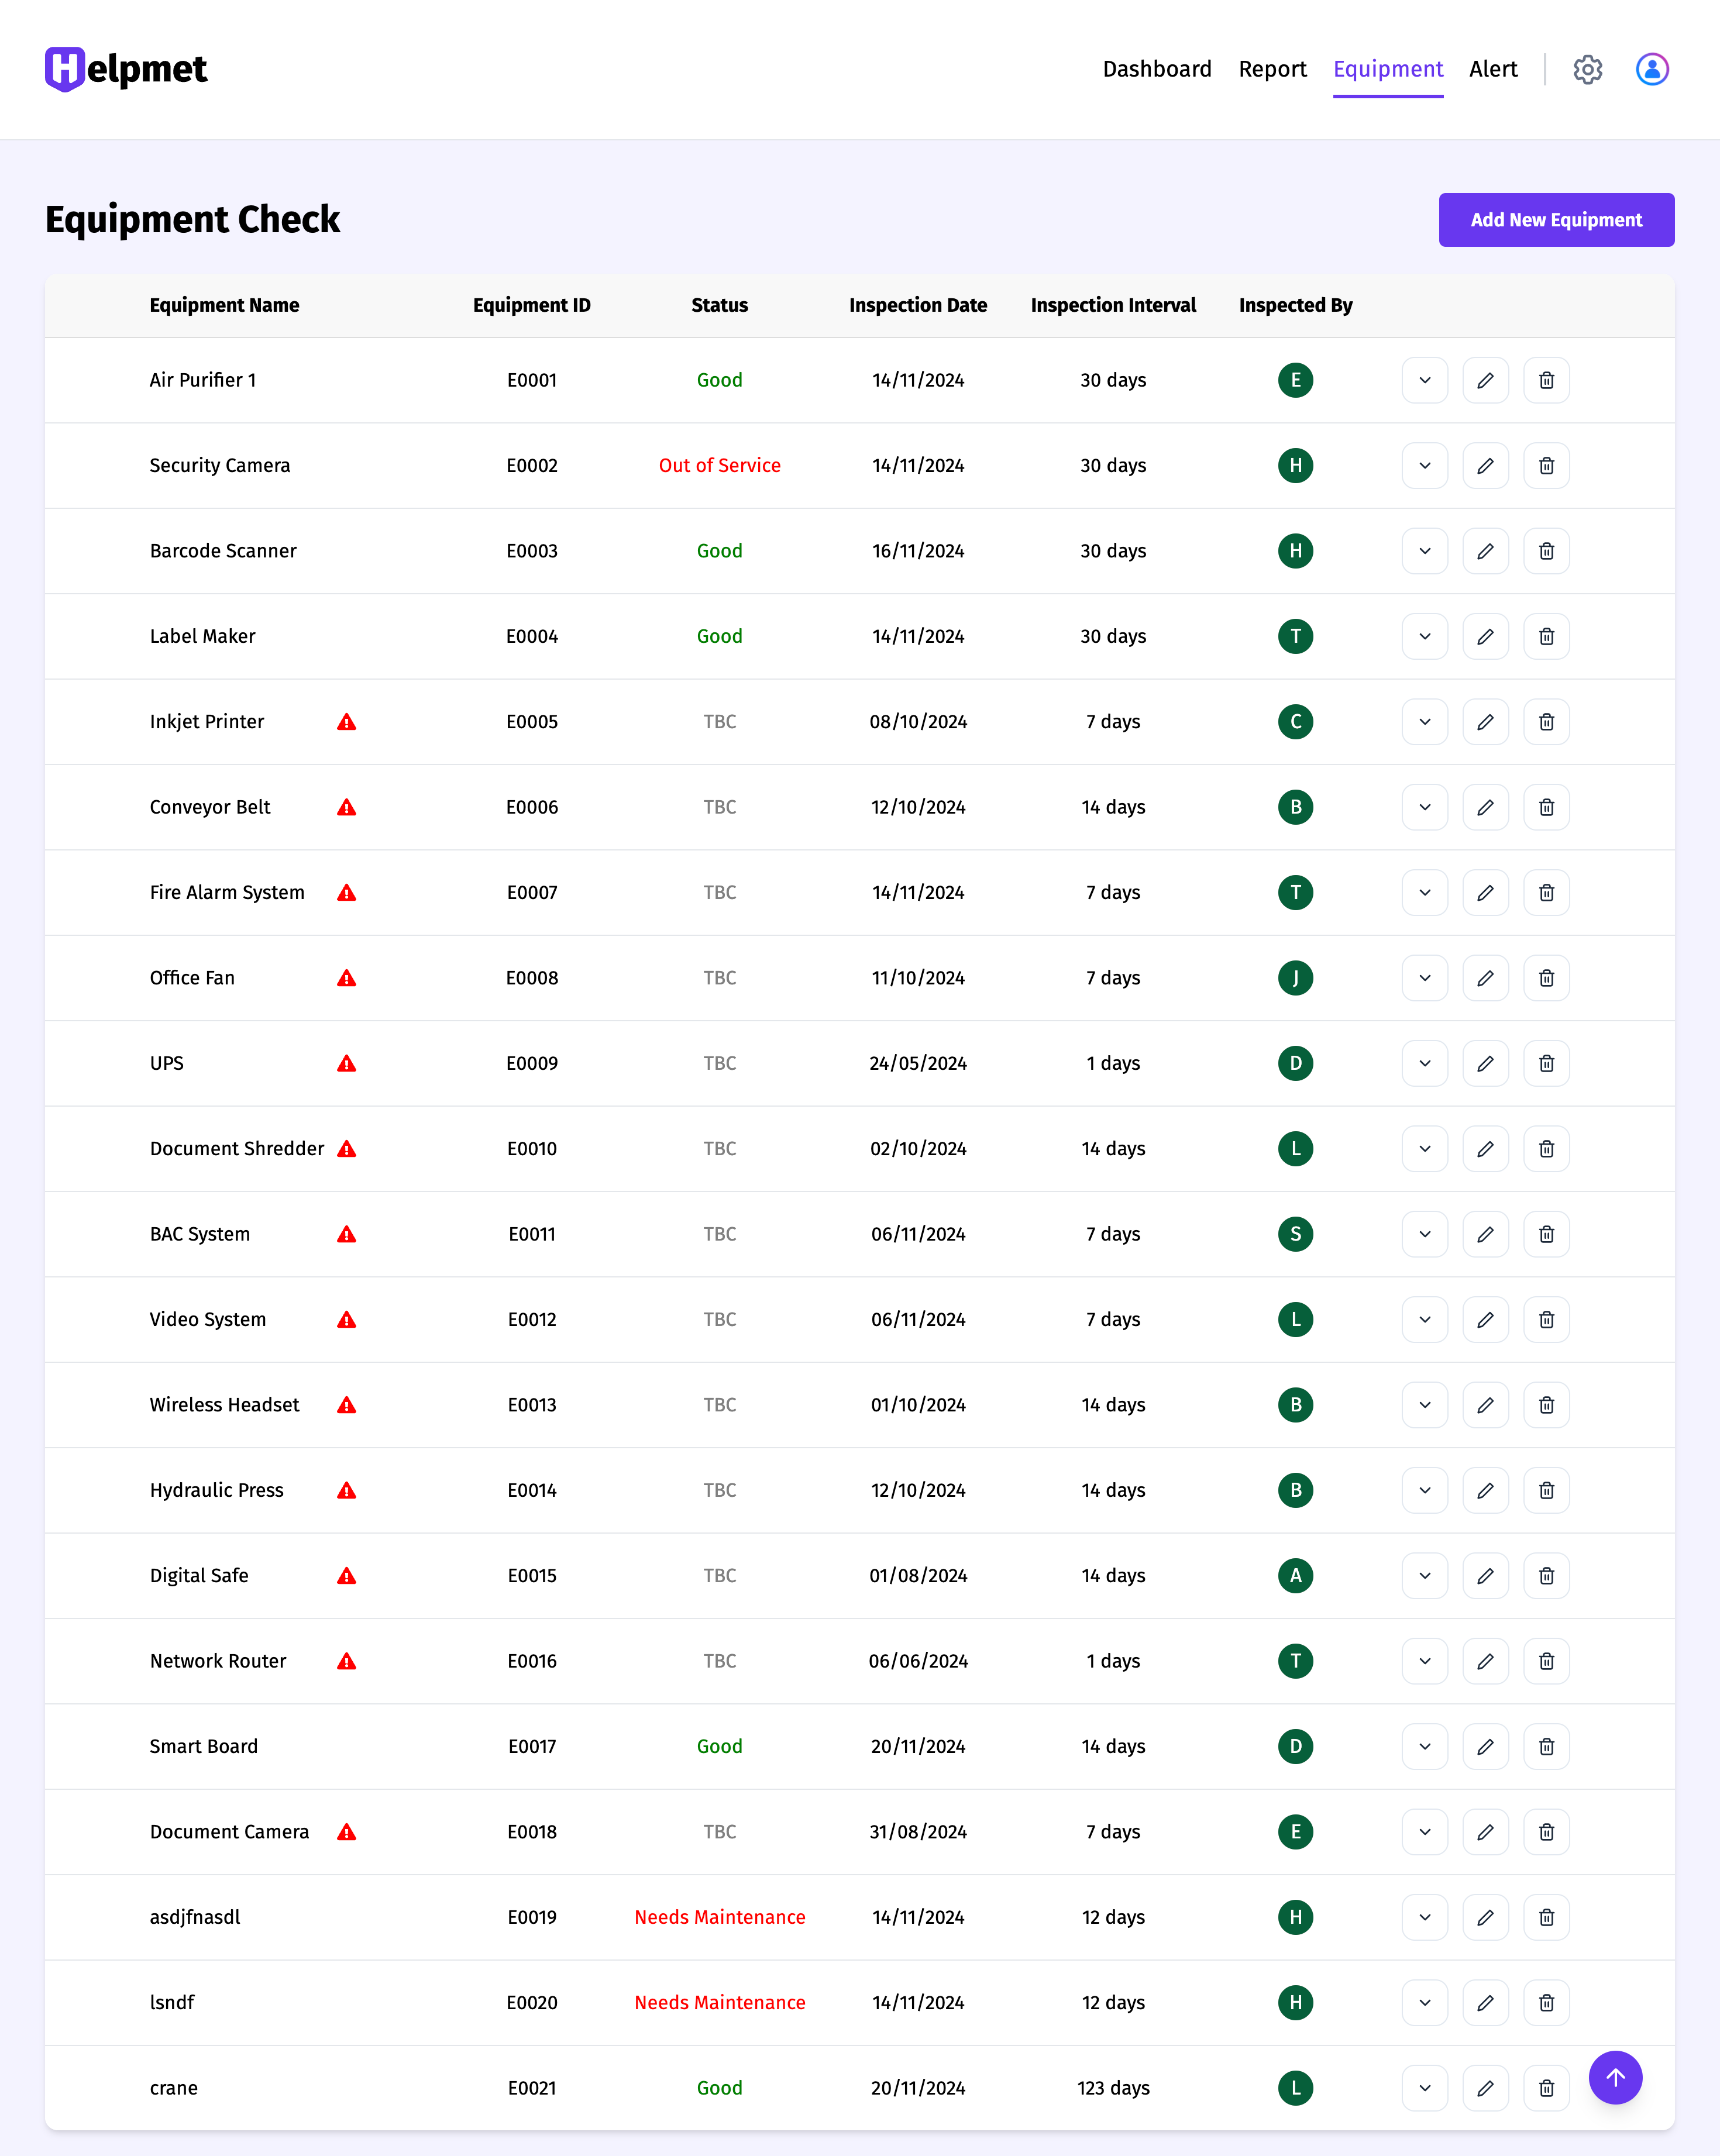 Helpmet
Dashboard Report Equipment Alert
Equipment Check
Add New Equipment
Equipment Name Equipment ID Status Inspection Date Inspection Interval Inspected By
Air Purifier 1 E0001 Good 14/11/2024 30 days E
Security Camera E0002 Out of Service 14/11/2024 30 days H
Barcode Scanner E0003 Good 16/11/2024 30 days H
Label Maker E0004 Good 14/11/2024 30 days T
Inkjet Printer E0005 TBC 08/10/2024 7 days C
Conveyor Belt E0006 TBC 12/10/2024 14 days B
Fire Alarm System E0007 TBC 14/11/2024 7 days T
Office Fan E0008 TBC 11/10/2024 7 days J
UPS E0009 TBC 24/05/2024 1 days D
Document Shredder E0010 TBC 02/10/2024 14 days L
BAC System E0011 TBC 06/11/2024 7 days S
Video System E0012 TBC 06/11/2024 7 days L
Wireless Headset E0013 TBC 01/10/2024 14 days B
Hydraulic Press E0014 TBC 12/10/2024 14 days B
Digital Safe E0015 TBC 01/08/2024 14 days A
Network Router E0016 TBC 06/06/2024 1 days T
Smart Board E0017 Good 20/11/2024 14 days D
Document Camera E0018 TBC 31/08/2024 7 days E
asdjfnasdl E0019 Needs Maintenance 14/11/2024 12 days H
lsndf E0020 Needs Maintenance 14/11/2024 12 days H
crane E0021 Good 20/11/2024 123 days L